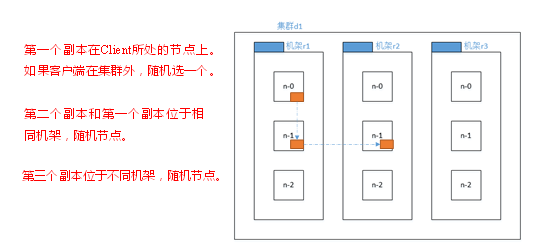 第一个副本在Client所处的节点上。
如果客户端在集群外，随机选一个。
第二个副本和第一个副本位于相
同机架，随机节点。
第三个副本位于不同机架，随机节点。
集群d1
机架r1
机架r2
机架r3
n-0
n-0
n-0
n-1
n-1
n-1
n-2
n-2
n-2